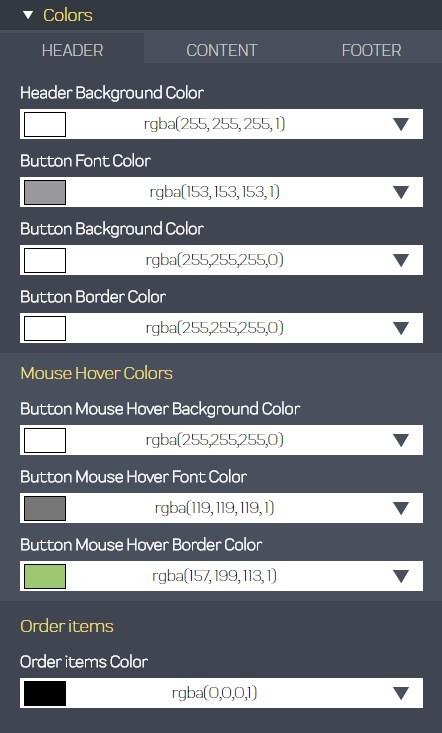 Colors
HEADER CONTENT FOOTER
Header Background Color
rgba(255, 255, 255, 1)
Button Font Color
rgba(153, 153, 153, 1)
Button Background Color
rgba(255,255,255,0)
Button Border Color
rgba(255,255,255,0)
Mouse Hover Colors
Button Mouse Hover Background Color
rgba(255,255,255,0)
Button Mouse Hover Font Color
rgba(119, 119, 119, 1)
Button Mouse Hover Border Color
rgba(157, 199, 113, 1)
Order items
Order items Color
rgba(0,0,0,1)